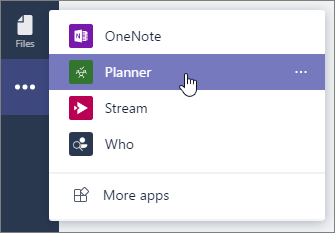 Files
OneNote
Planner
Stream
Who
More apps